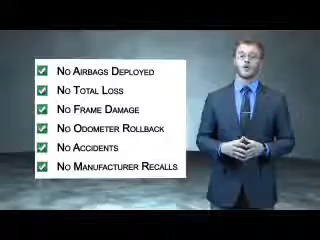 No Airbags Deployed
No Total Loss
No Frame Damage
No Odometer Rollback
No Accidents
No Manufacturer Recalls